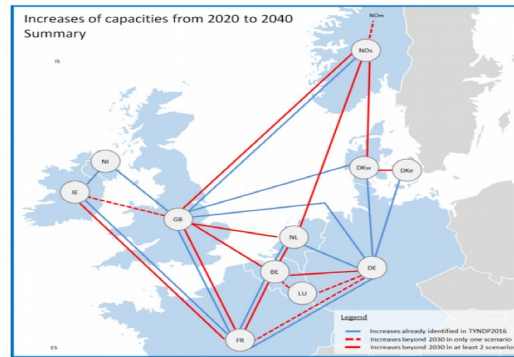 Increases of capacities from 2020 to 2040
Summary
NOm
NOs
IS
NI
DKw
DKe
IE
GB
NL
BE
DE
LU
FR
ES
Legend
Increases already identified in TYNDP2016
Increases beyond 2030 in only one scenario
Increases beyond 2030 in at least 2 scenarios